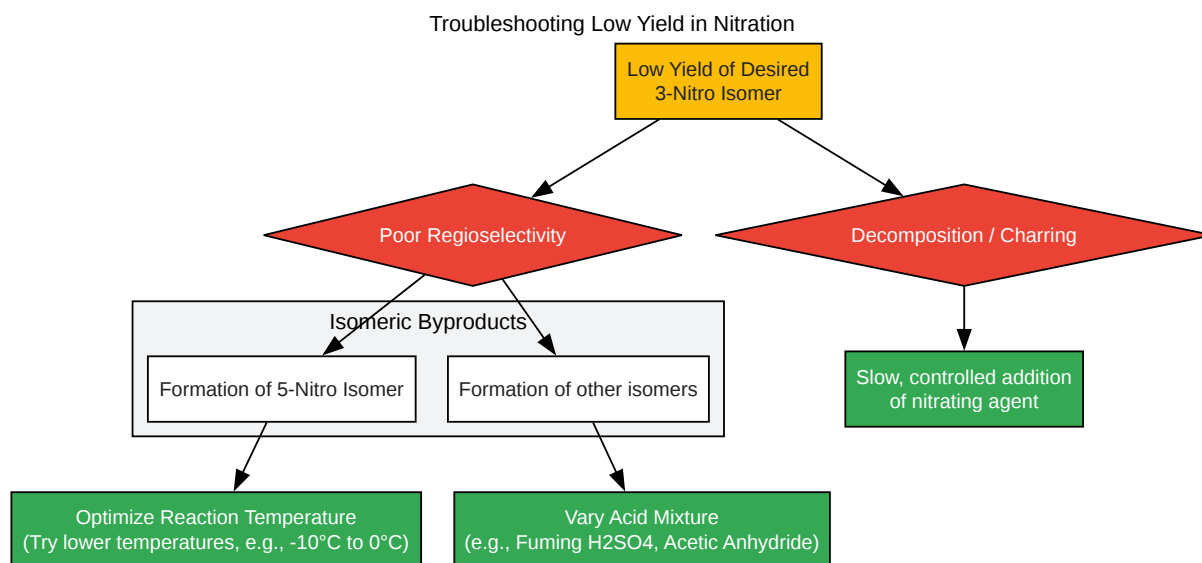 Troubleshooting Low Yield in Nitration
Low Yield of Desired
3-Nitro Isomer
Poor Regioselectivity
Decomposition / Charring
Isomeric Byproducts
Formation of 5-Nitro Isomer
Formation of other isomers
Slow, controlled addition
of nitrating agent
Optimize Reaction Temperature
(Try lower temperatures, e.g., -10°C to 0°C)
Vary Acid Mixture
(e.g., Fuming H2SO4, Acetic Anhydride)